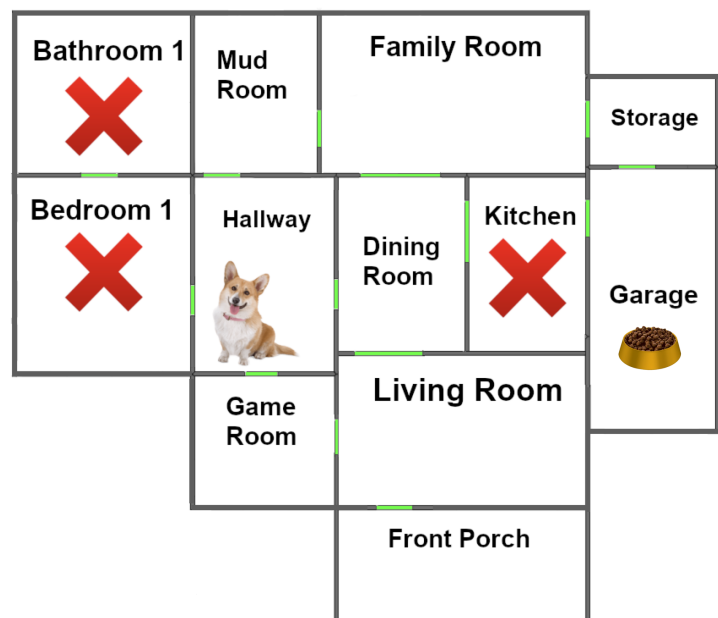 Bathroom 1
Mud
Room
Family Room
Storage
Bedroom 1
Hallway
Dining
Room
Kitchen
Garage
Game
Room
Living Room
Front Porch